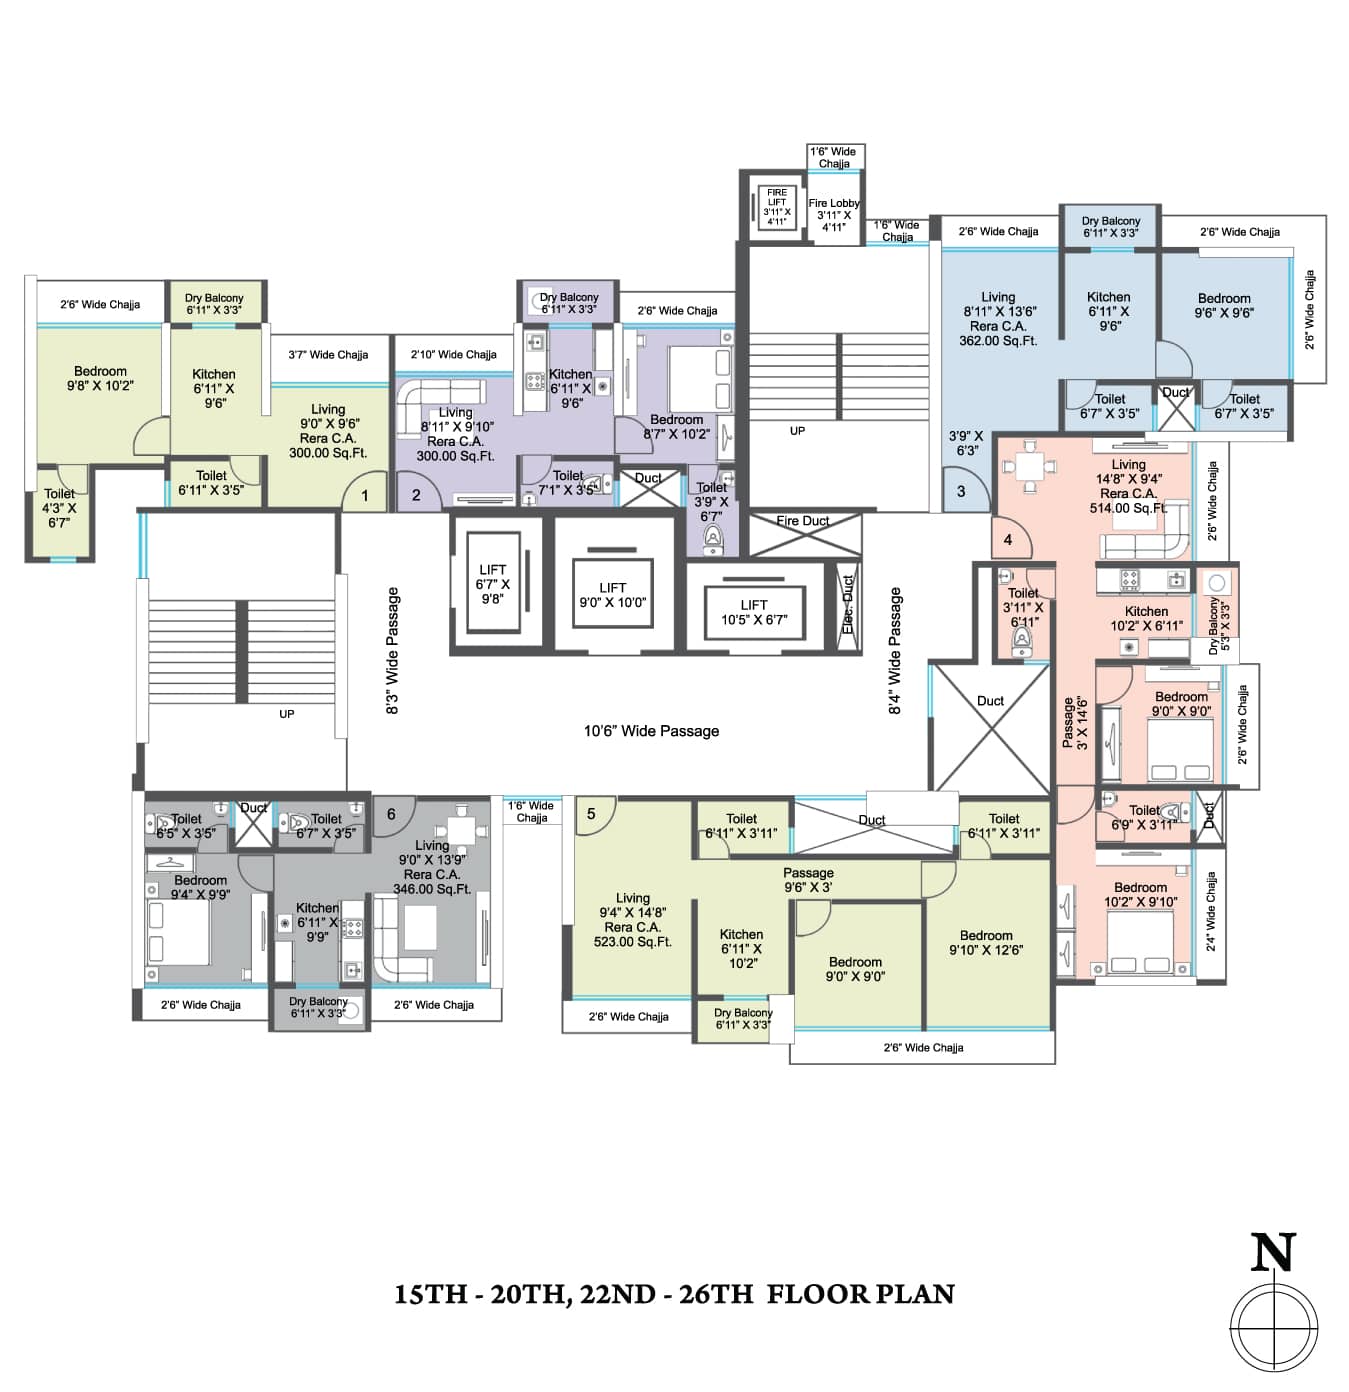 1'6" Wide
Chajja
FIRE
LIFT
3'11" X
4'11"
Fire Lobby
3'11" X
4'11"
1'6" Wide
Chajja
2'6" Wide Chajja
Dry Balcony
6'11" X 3'3"
2'6" Wide Chajja
2'6" Wide Chajja
Living
8'11" X 13'6"
Rera C.A.
362.00 Sq.Ft.
Kitchen
6'11" X
9'6"
Bedroom
9'6" X 9'6"
Toilet
6'7" X 3'5"
Duct
Toilet
6'7" X 3'5"
3'9" X
6'3"
3
UP
2'6" Wide Chajja
Dry Balcony
6'11" X 3'3"
3'7" Wide Chajja
Bedroom
9'8" X 10'2"
Kitchen
6'11" X
9'6"
Living
9'0" X 9'6"
Rera C.A.
300.00 Sq.Ft.
Toilet
4'3" X
6'7"
Toilet
6'11" X 3'5"
1
2'10" Wide Chajja
Dry Balcony
6'11" X 3'3"
2'6" Wide Chajja
Living
8'11" X 9'10"
Rera C.A.
300.00 Sq.Ft.
Kitchen
6'11" X
9'6"
Bedroom
8'7" X 10'2"
2
Toilet
7'1" X 3'5"
Duct
Toilet
3'9" X
6'7"
Fire Duct
Elec. Duct
LIFT
6'7" X
9'8"
LIFT
9'0" X 10'0"
LIFT
10'5" X 6'7"
8'3" Wide Passage
8'4" Wide Passage
10'6" Wide Passage
UP
Living
14'8" X 9'4"
Rera C.A.
514.00 Sq.Ft.
2'6" Wide Chajja
4
Toilet
3'11" X
6'11"
Kitchen
10'2" X 6'11"
Dry Balcony
5'3" X 3'3"
Duct
Passage
3' X 14'6"
Bedroom
9'0" X 9'0"
2'6" Wide Chajja
Toilet
6'9" X 3'11"
Duct
Bedroom
10'2" X 9'10"
2'4" Wide Chajja
Toilet
6'5" X 3'5"
Duct
Toilet
6'7" X 3'5"
6
Living
9'0" X 13'9"
Rera C.A.
346.00 Sq.Ft.
Bedroom
9'4" X 9'9"
Kitchen
6'11" X
9'9"
2'6" Wide Chajja
Dry Balcony
6'11" X 3'3"
2'6" Wide Chajja
1'6" Wide
Chajja
5
Toilet
6'11" X 3'11"
Duct
Toilet
6'11" X 3'11"
Passage
9'6" X 3'
Living
9'4" X 14'8"
Rera C.A.
523.00 Sq.Ft.
Kitchen
6'11" X
10'2"
Bedroom
9'0" X 9'0"
Bedroom
9'10" X 12'6"
2'6" Wide Chajja
Dry Balcony
6'11" X 3'3"
2'6" Wide Chajja
N
15TH - 20TH, 22ND - 26TH FLOOR PLAN